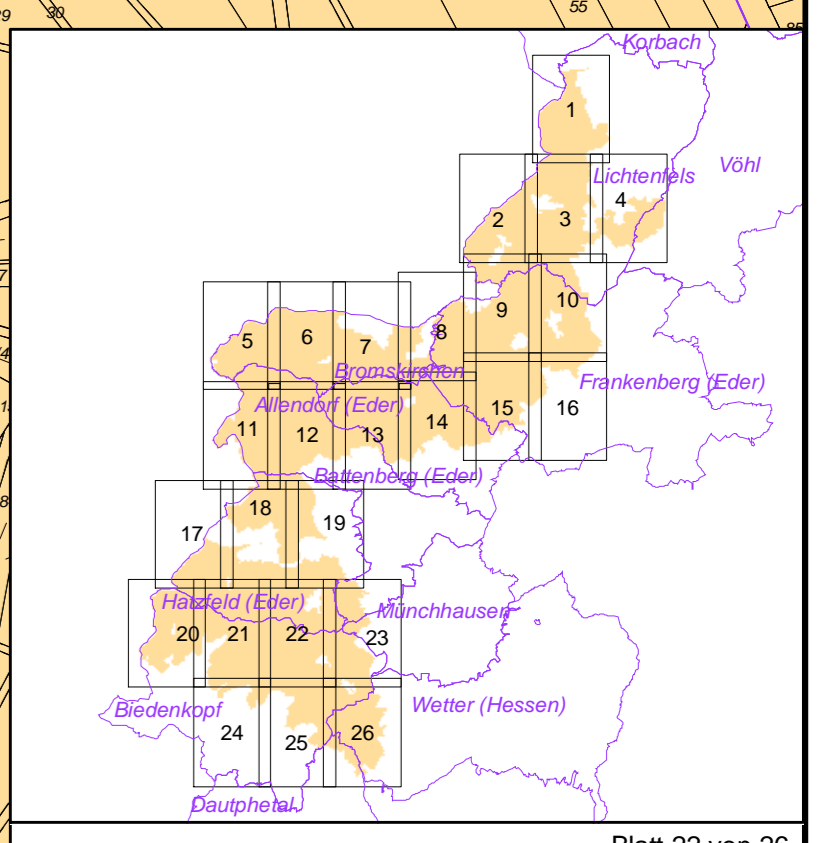 30
55
Korbach
1
Vöhl
Lichtenfels
4
2
3
10
9
8
5
6
7
Bromskirchen
Frankenberg (Eder)
Allendorf (Eder)
15
16
14
11
12
13
Battenberg (Eder)
18
19
17
Hatzfeld (Eder)
Münchhausen
20
21
22
23
Biedenkopf
Wetter (Hessen)
24
25
26
Dautphetal